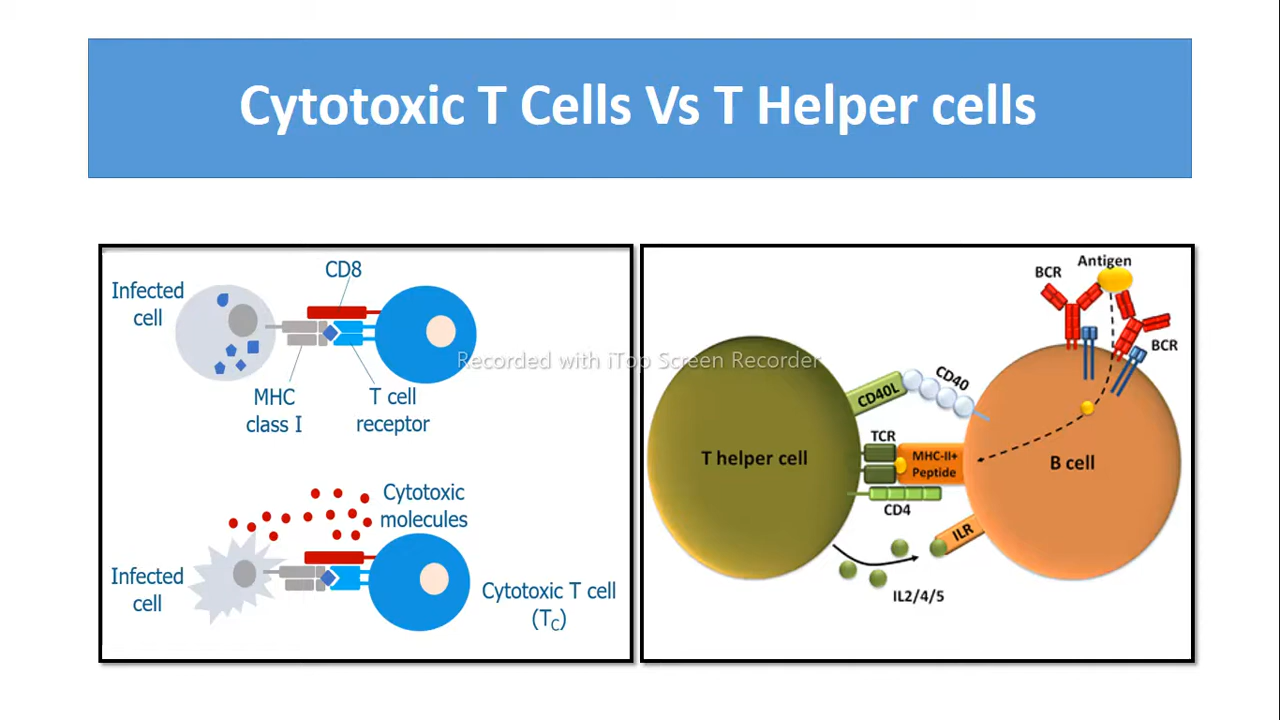 Cytotoxic T Cells Vs T Helper cells
CD8
Infected
cell
MHC
class I
T cell
receptor
Cytotoxic
molecules
Infected
cell
Cytotoxic T cell
(TC)
Recorded with iTop Screen Recorder
Antigen
BCR
BCR
CD40L
CD40
TCR
MHC-II+
Peptide
T helper cell
B cell
CD4
ILR
IL2/4/5